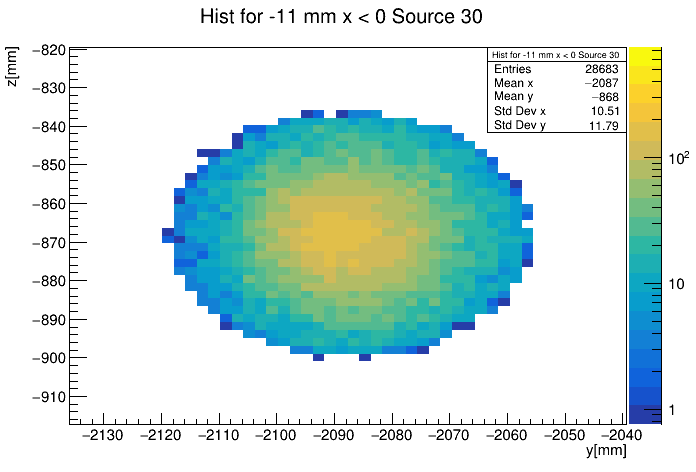 Hist for -11 mm x < 0 Source 30
z[mm]
Hist for -11 mm x < 0 Source 30
Entries 28683
Mean x −2087
Mean y −868
Std Dev x 10.51
Std Dev y 11.79
−820
−830
−840
−850
−860
−870
−880
−890
−900
−910
10²
10
1
−2130 −2120 −2110 −2100 −2090 −2080 −2070 −2060 −2050 −2040
y[mm]